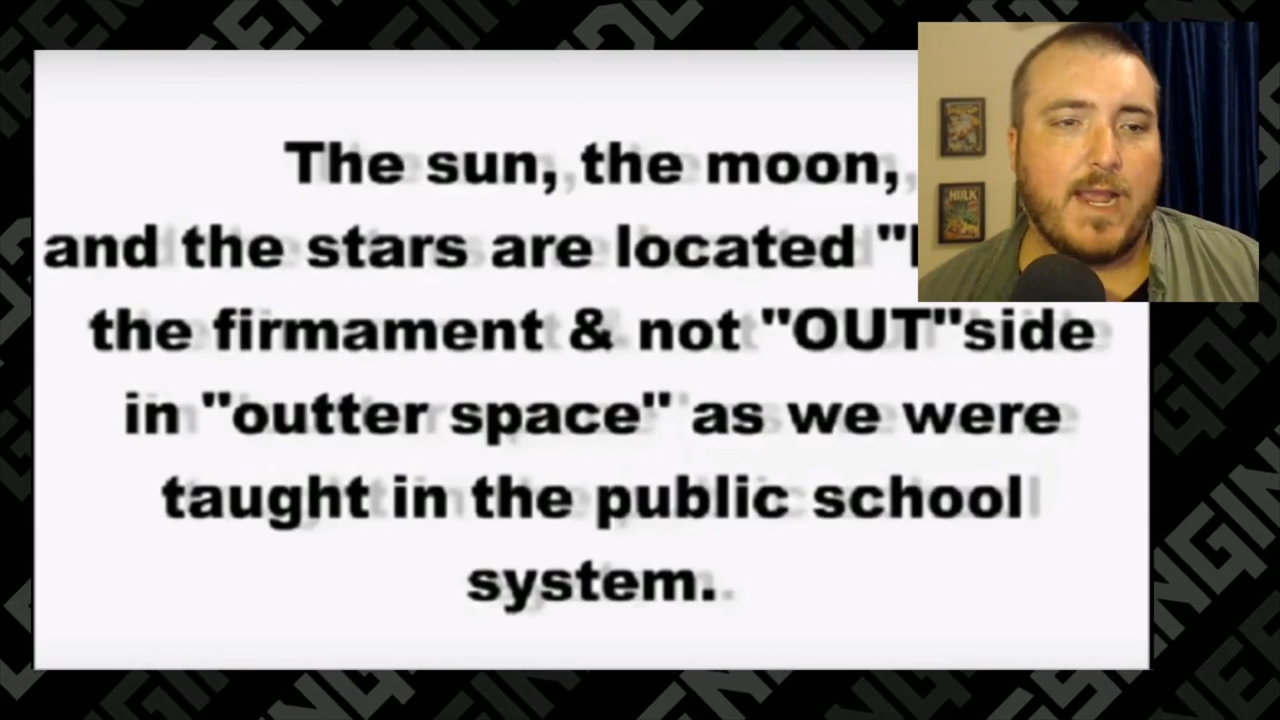 The sun, the moon,
and the stars are located "
the firmament & not "OUT"side
in "outter space" as we were
taught in the public school
system.
HULK